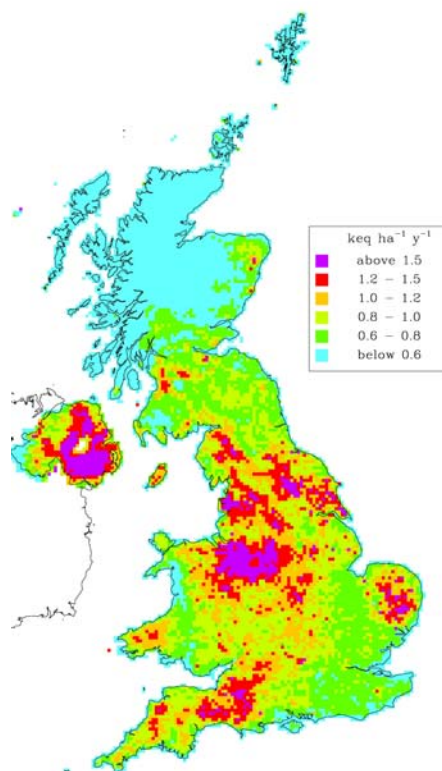 keq ha⁻¹ y⁻¹
above 1.5
1.2 – 1.5
1.0 – 1.2
0.8 – 1.0
0.6 – 0.8
below 0.6